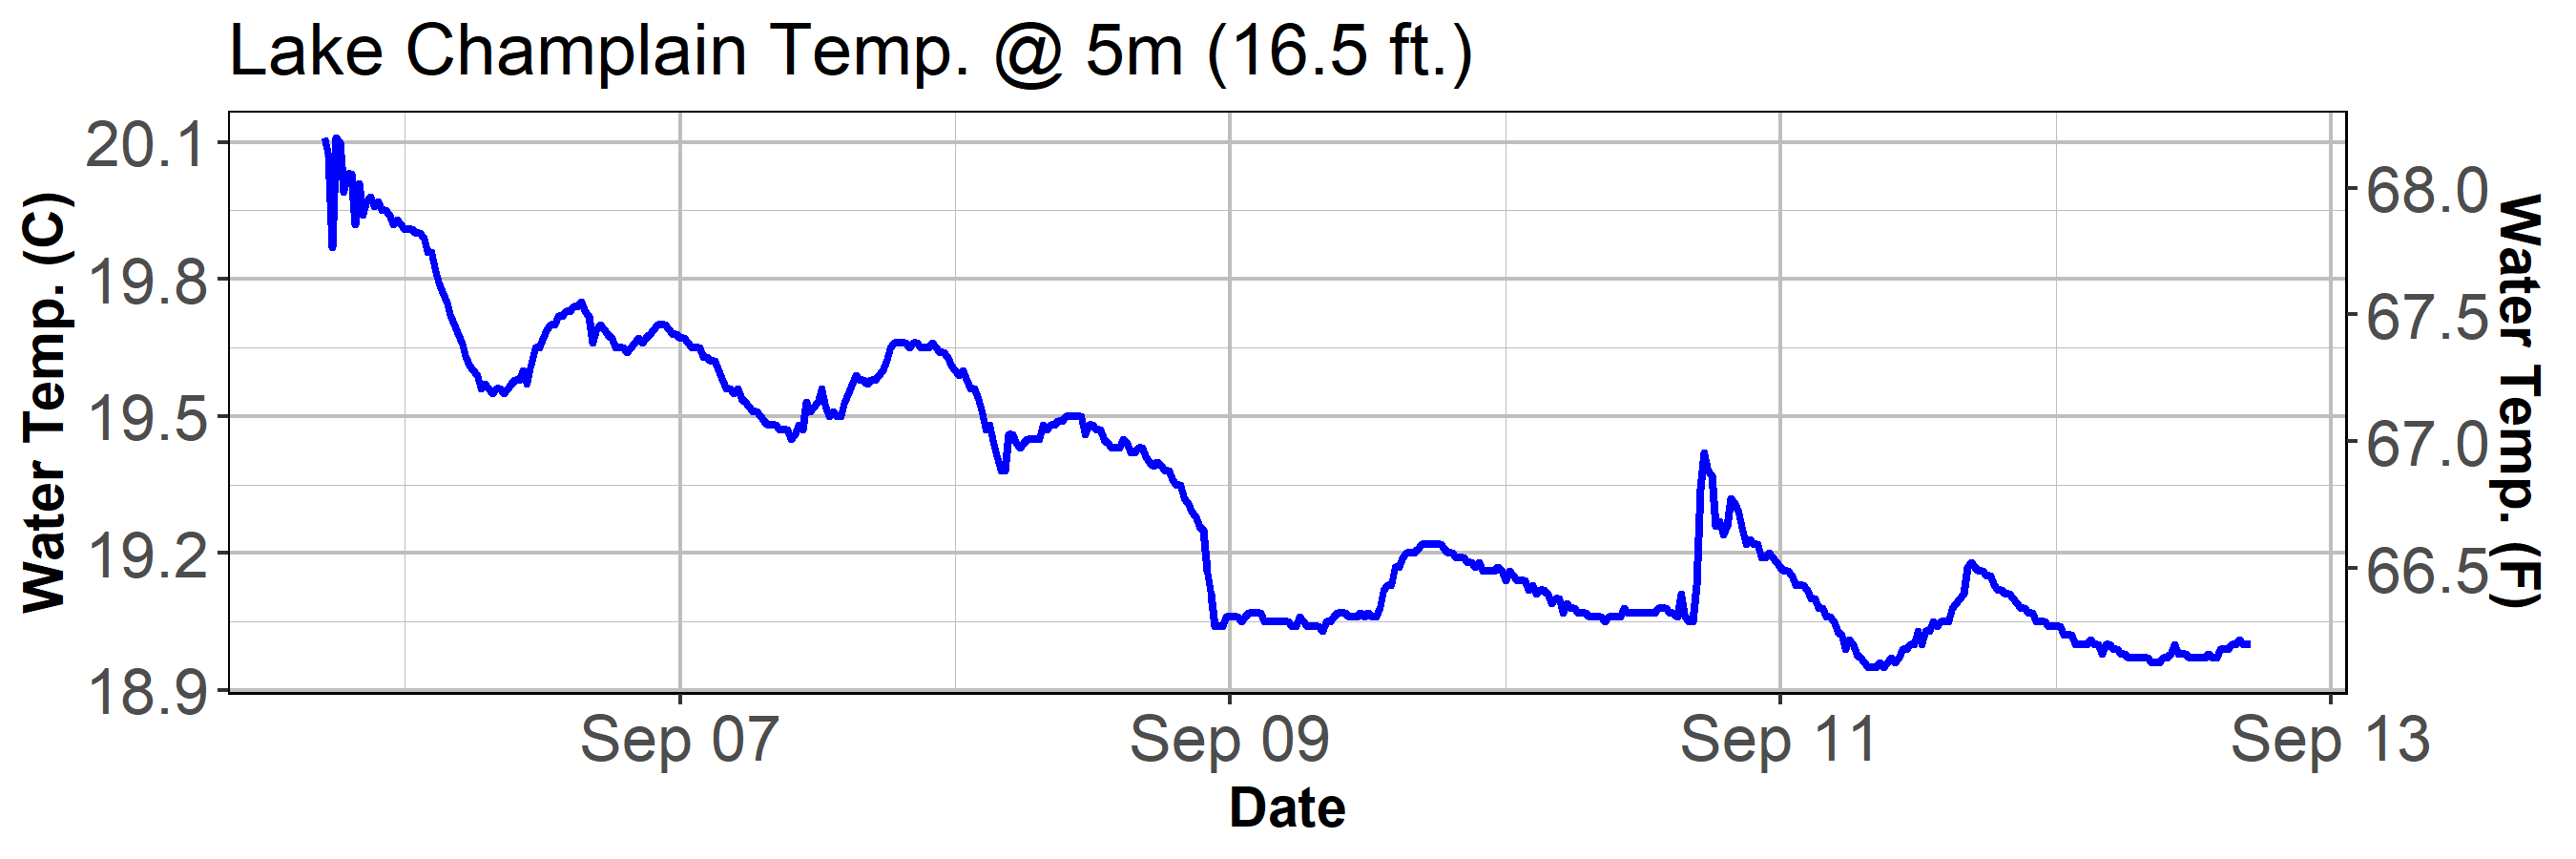 Lake Champlain Temp. @ 5m (16.5 ft.)
Water Temp. (C)
20.1
19.8
19.5
19.2
18.9
68.0
67.5
67.0
66.5
Water Temp. (F)
Sep 07
Sep 09
Sep 11
Sep 13
Date